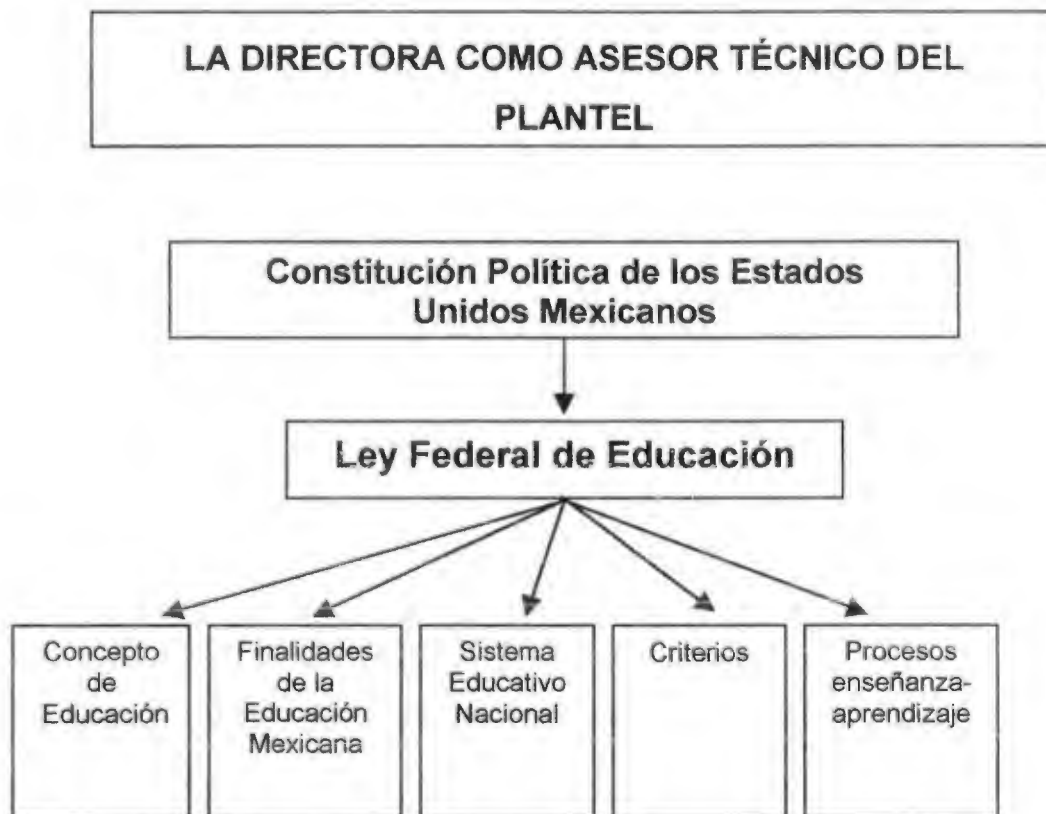 LA DIRECTORA COMO ASESOR TÉCNICO DEL
PLANTEL
Constitución Política de los Estados
Unidos Mexicanos
Ley Federal de Educación
Concepto
de
Educación
Finalidades
de la
Educación
Mexicana
Sistema
Educativo
Nacional
Criterios
Procesos
enseñanza-
aprendizaje